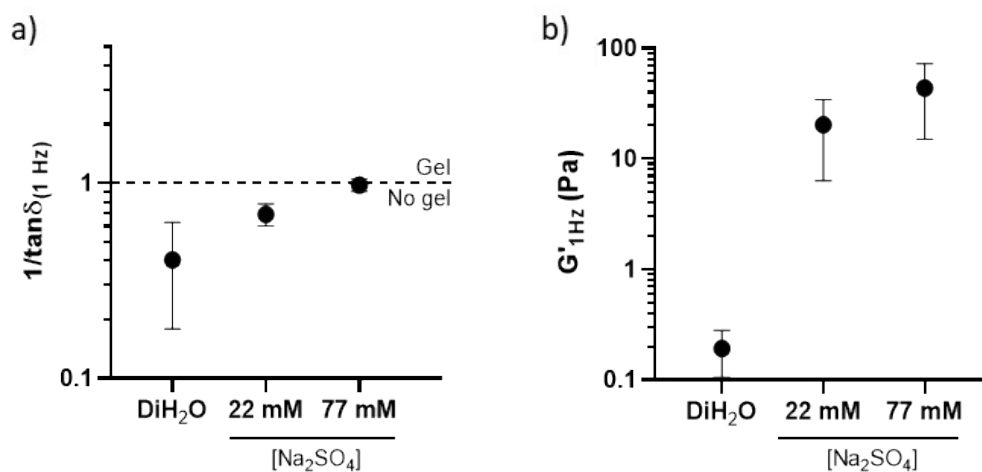 a)
1/tanδ(1 Hz)
1
0.1
Gel
No gel
DiH₂O 22 mM 77 mM
[Na₂SO₄]
b)
G'1Hz (Pa)
100
10
1
0.1
DiH₂O 22 mM 77 mM
[Na₂SO₄]